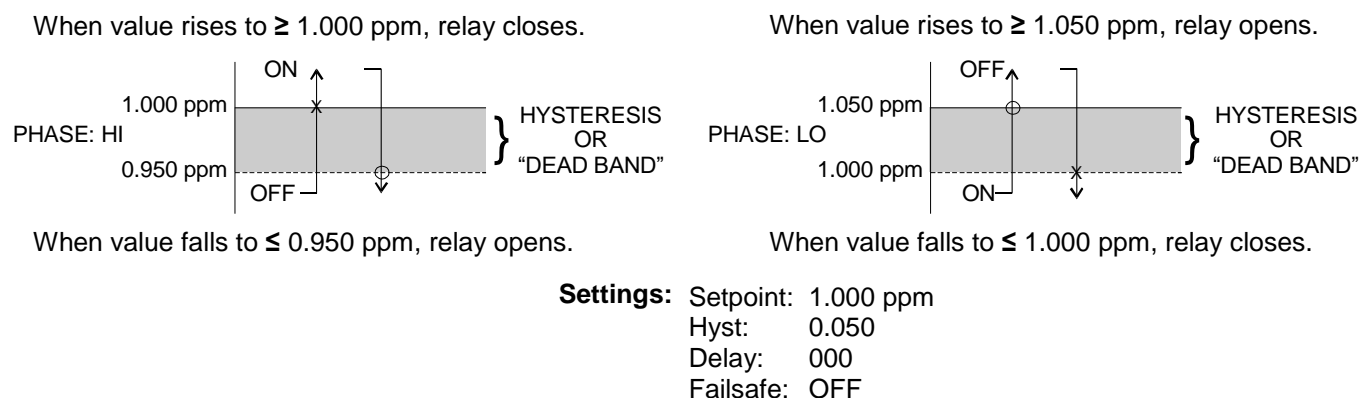 When value rises to ≥ 1.000 ppm, relay closes.
ON
1.000 ppm
X
PHASE: HI
0.950 ppm
OFF
}
HYSTERESIS
OR
“DEAD BAND”
When value falls to ≤ 0.950 ppm, relay opens.
When value rises to ≥ 1.050 ppm, relay opens.
OFF
1.050 ppm
PHASE: LO
1.000 ppm
X
ON
}
HYSTERESIS
OR
“DEAD BAND”
When value falls to ≤ 1.000 ppm, relay closes.
Settings: Setpoint: 1.000 ppm
Hyst: 0.050
Delay: 000
Failsafe: OFF